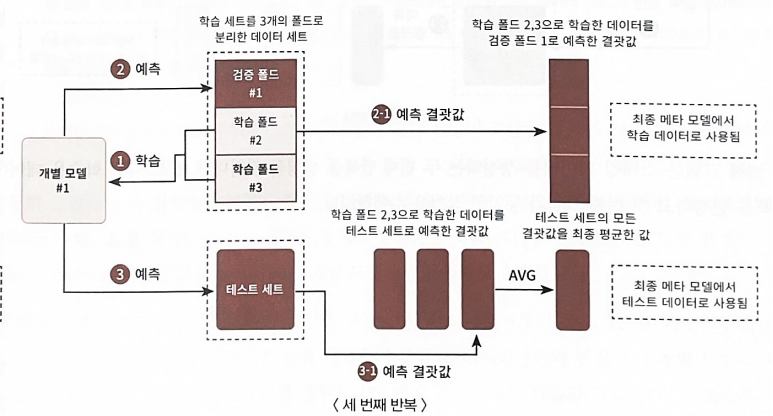 학습 세트를 3개의 폴드로
분리한 데이터 세트
학습 폴드 2,3으로 학습한 데이터를
검증 폴드 1로 예측한 결괏값
2 예측
검증 폴드
#1
학습 폴드
#2
학습 폴드
#3
2-1 예측 결괏값
최종 메타 모델에서
학습 데이터로 사용됨
개별 모델
#1
1 학습
학습 폴드 2,3으로 학습한 데이터를
테스트 세트로 예측한 결괏값
테스트 세트의 모든
결괏값을 최종 평균한 값
3 예측
테스트 세트
AVG
최종 메타 모델에서
테스트 데이터로 사용됨
3-1 예측 결괏값
〈 세 번째 반복 〉